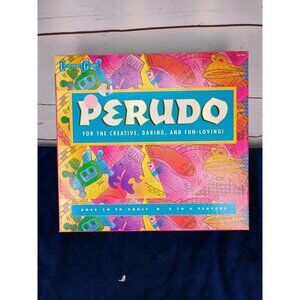 PERUDO
FOR THE CREATIVE, DARING, AND FUN-LOVING!
AGES 10 TO ADULT ▲ 2 TO 6 PLAYERS